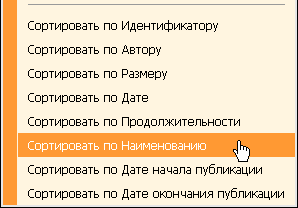 Сортировать по Идентификатору
Сортировать по Автору
Сортировать по Размеру
Сортировать по Дате
Сортировать по Продолжительности
Сортировать по Наименованию
Сортировать по Дате начала публикации
Сортировать по Дате окончания публикации